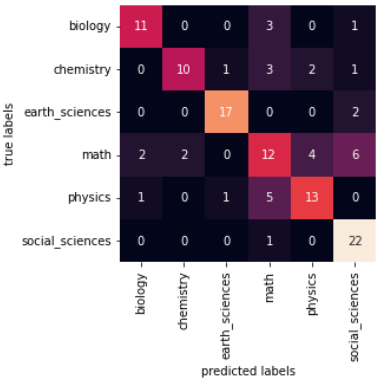 true labels
biology 11 0 0 3 0 1
chemistry 0 10 1 3 2 1
earth_sciences 0 0 17 0 0 2
math 2 2 0 12 4 6
physics 1 0 1 5 13 0
social_sciences 0 0 0 1 0 22
biology
chemistry
earth_sciences
math
physics
social_sciences
predicted labels